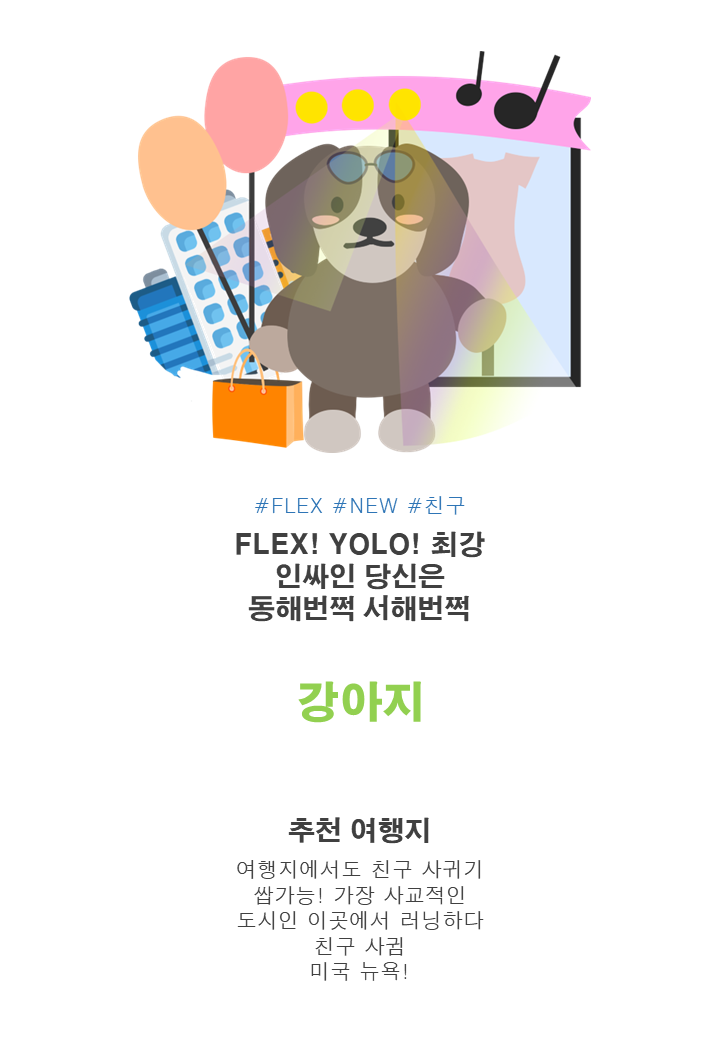 #FLEX #NEW #친구
FLEX! YOLO! 최강
인싸인 당신은
동해번쩍 서해번쩍
강아지
추천 여행지
여행지에서도 친구 사귀기
쌉가능! 가장 사교적인
도시인 이곳에서 러닝하다
친구 사귐
미국 뉴욕!